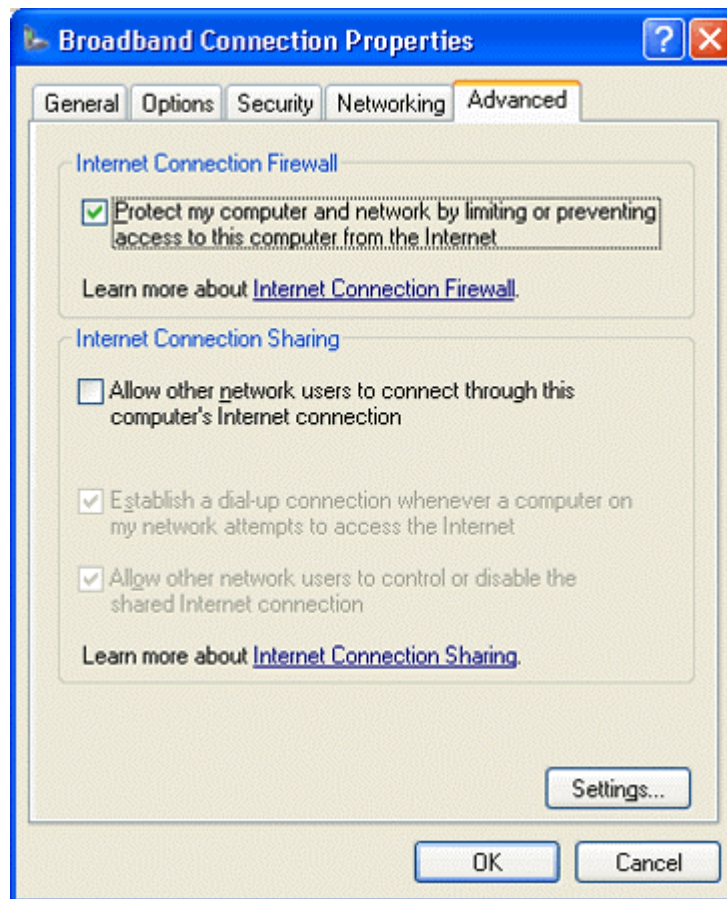 Broadband Connection Properties
General Options Security Networking Advanced
Internet Connection Firewall
Protect my computer and network by limiting or preventing
access to this computer from the Internet
Learn more about Internet Connection Firewall.
Internet Connection Sharing
Allow other network users to connect through this
computer's Internet connection
Establish a dial-up connection whenever a computer on
my network attempts to access the Internet
Allow other network users to control or disable the
shared Internet connection
Learn more about Internet Connection Sharing.
Settings...
OK Cancel